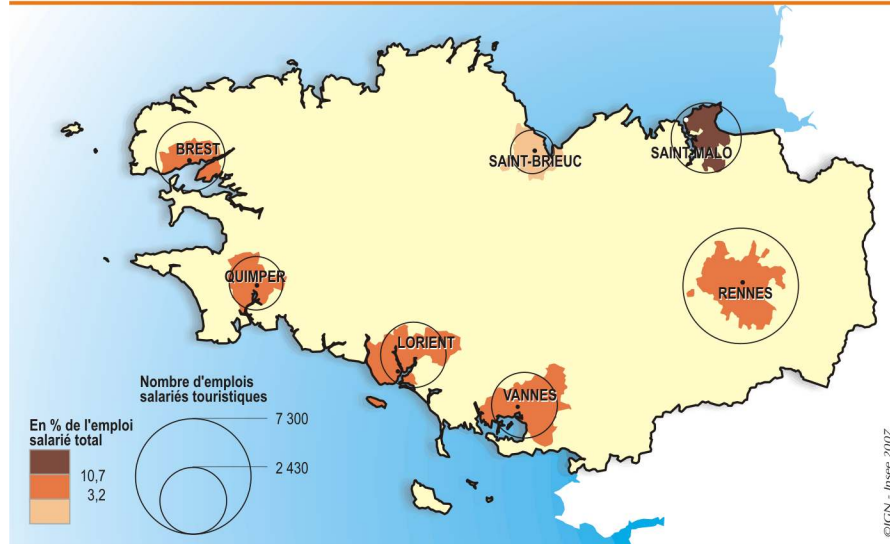 BREST
SAINT-BRIEUC
SAINT-MALO
QUIMPER
RENNES
LORIENT
VANNES
Nombre d'emplois
salariés touristiques
7 300
2 430
En % de l'emploi
salarié total
10,7
3,2
©IGN - Insee 2007